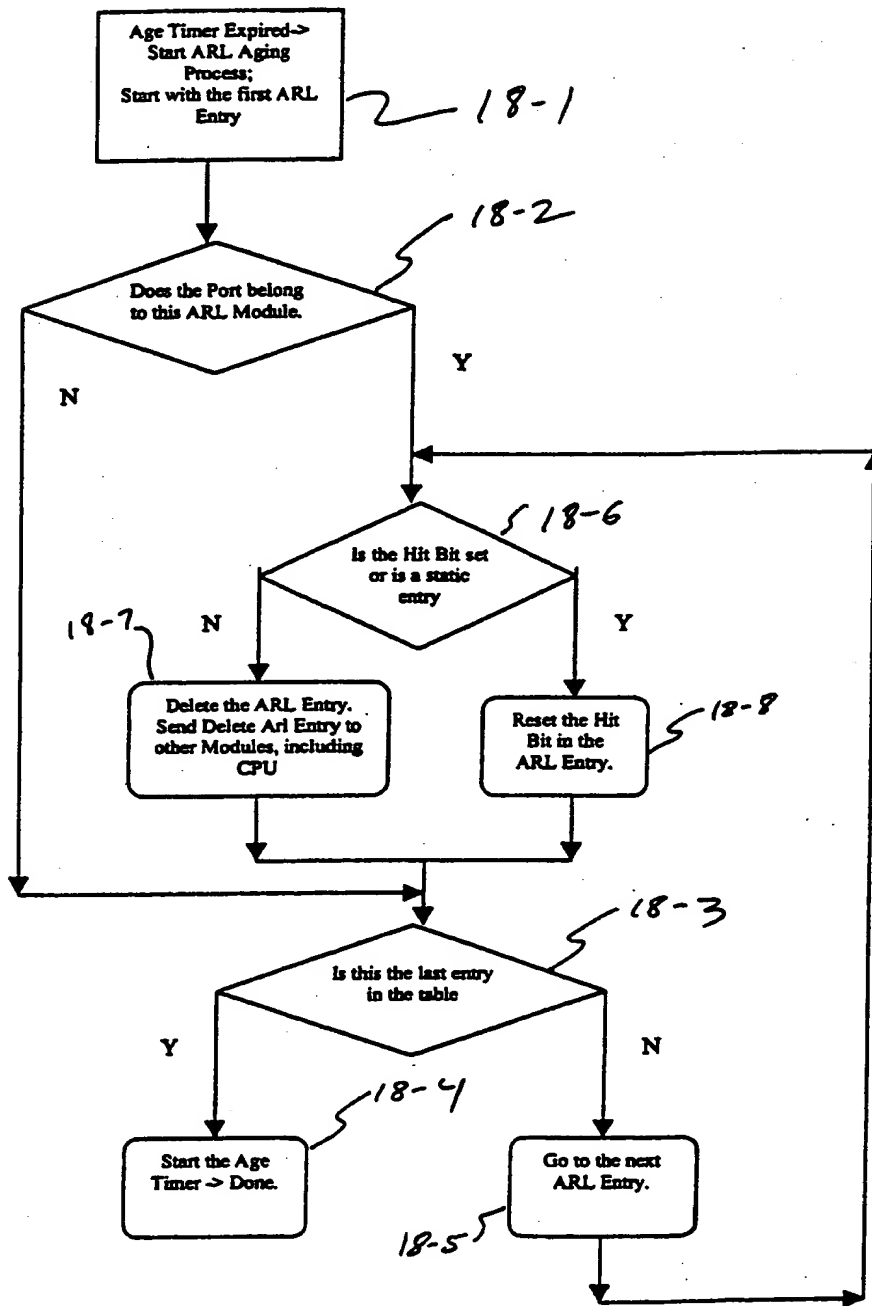 Age Timer Expired->
Start ARL Aging
Process;
Start with the first ARL
Entry
18-1
18-2
Does the Port belong
to this ARL Module.
N
Y
18-6
Is the Hit Bit set
or is a static
entry
18-7
N
Y
Delete the ARL Entry.
Send Delete Arl Entry to
other Modules, including
CPU
Reset the Hit
Bit in the
ARL Entry.
18-8
18-3
Is this the last entry
in the table
Y
N
18-4
Start the Age
Timer -> Done.
Go to the next
ARL Entry.
18-5